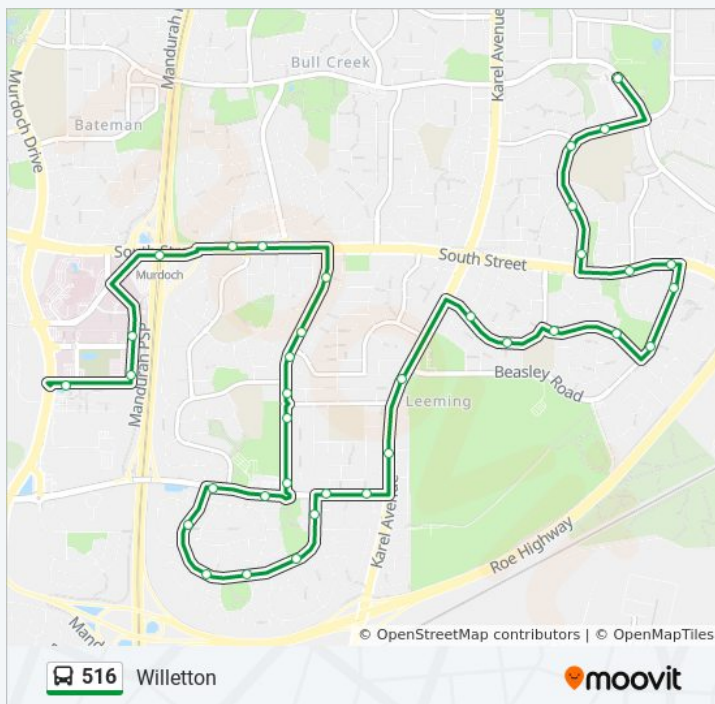 Mandurah
Karel Avenue
Bull Creek
Murdoch Drive
Bateman
South Street
South Street
Murdoch
Mandurah PSP
Beasley Road
Leeming
Karel Avenue
Roe Highway
© OpenStreetMap contributors | © OpenMapTiles
516 Willetton
moovit